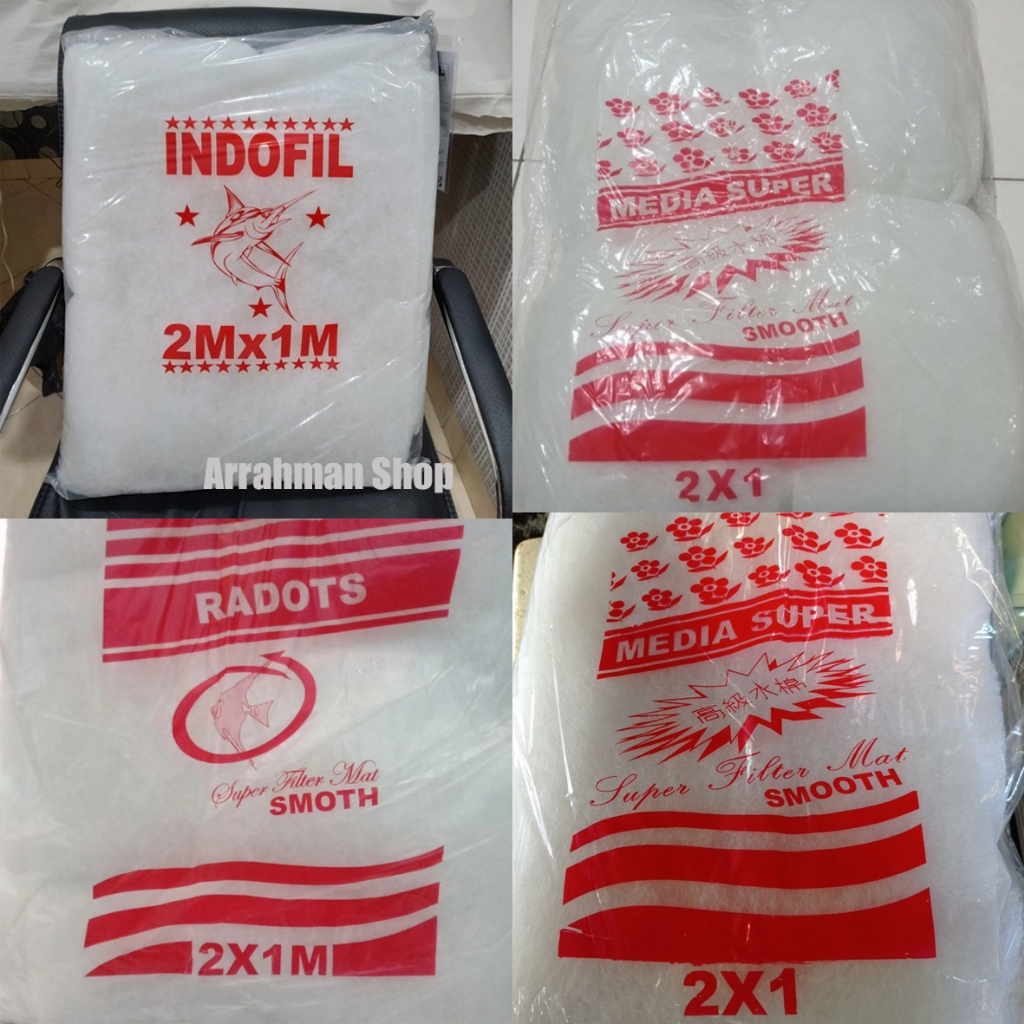 INDOFIL
2Mx1M
Arrahman Shop
MEDIA SUPER
高級水棉
Super Filter Mat
SMOOTH
2X1
RADOTS
Super Filter Mat
SMOTH
2X1M
MEDIA SUPER
高級水棉
Super Filter Mat
SMOOTH
2X1